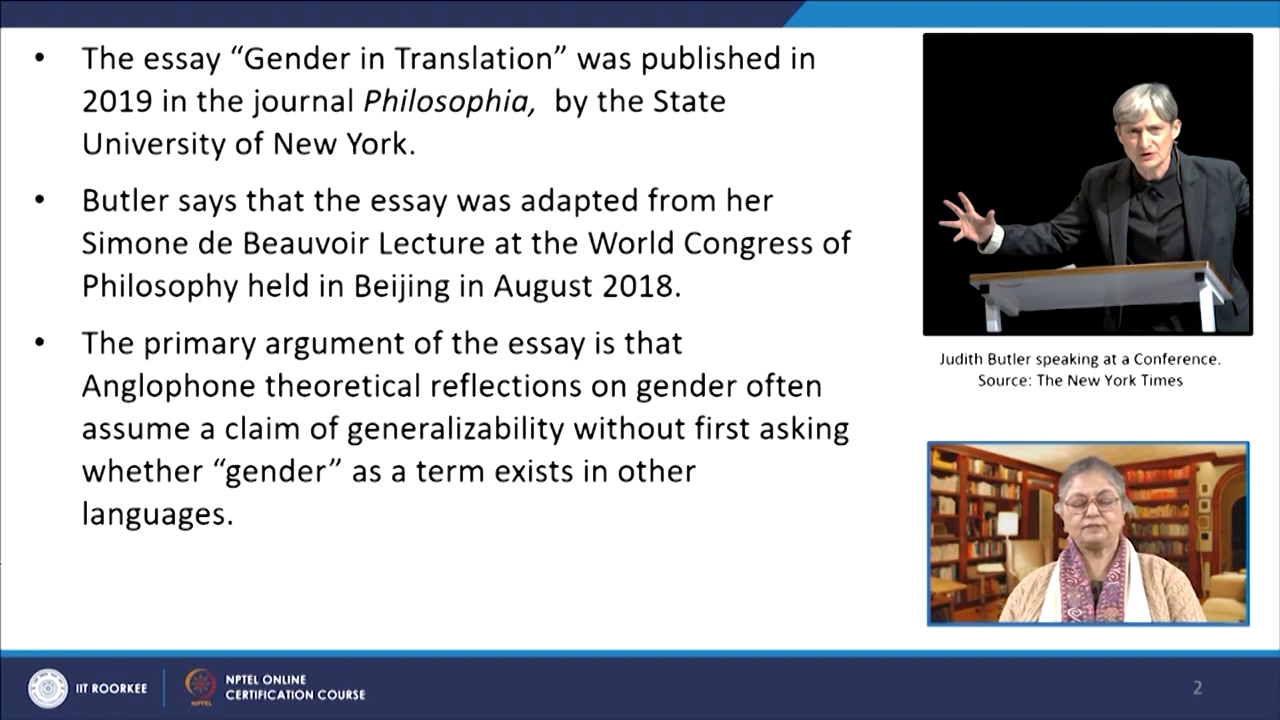 • The essay “Gender in Translation” was published in
2019 in the journal Philosophia, by the State
University of New York.
• Butler says that the essay was adapted from her
Simone de Beauvoir Lecture at the World Congress of
Philosophy held in Beijing in August 2018.
• The primary argument of the essay is that
Anglophone theoretical reflections on gender often
assume a claim of generalizability without first asking
whether “gender” as a term exists in other
languages.
Judith Butler speaking at a Conference.
Source: The New York Times
IIT ROORKEE
NPTEL
NPTEL ONLINE
CERTIFICATION COURSE
2